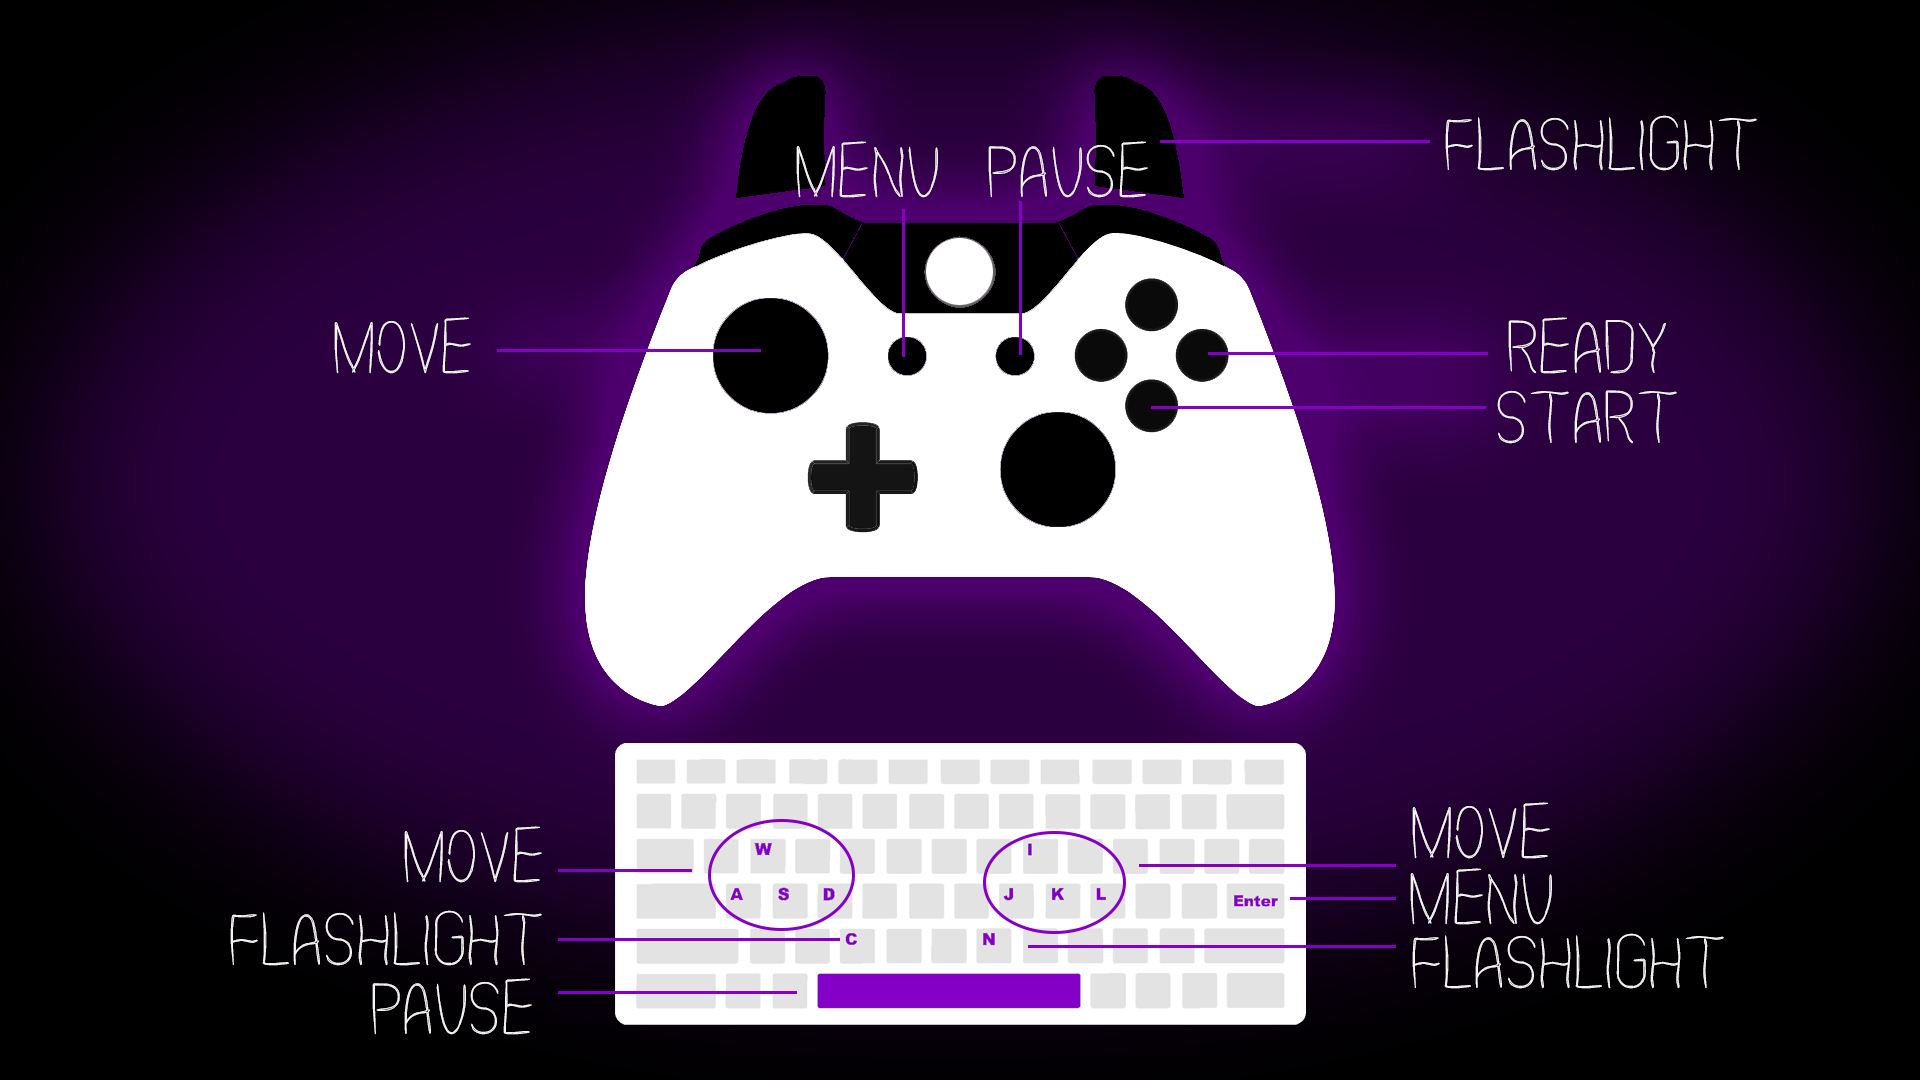 FLASHLIGHT
MENU PAUSE
MOVE
READY
START
W
I
A S D
J K L
Enter
C
N
MOVE
FLASHLIGHT
PAUSE
MOVE
MENU
FLASHLIGHT